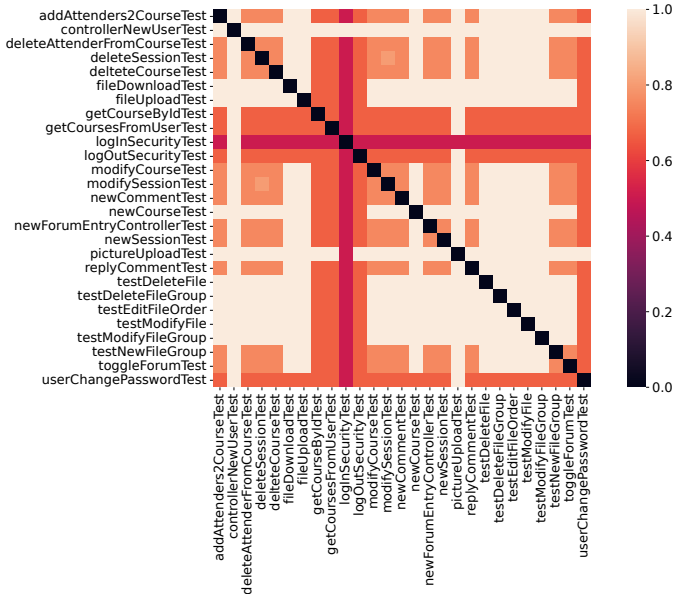 addAttenders2CourseTest
controllerNewUserTest
deleteAttenderFromCourseTest
deleteSessionTest
delteteCourseTest
fileDownloadTest
fileUploadTest
getCourseByIdTest
getCoursesFromUserTest
logInSecurityTest
logOutSecurityTest
modifyCourseTest
modifySessionTest
newCommentTest
newCourseTest
newForumEntryControllerTest
newSessionTest
pictureUploadTest
replyCommentTest
testDeleteFile
testDeleteFileGroup
testEditFileOrder
testModifyFile
testModifyFileGroup
testNewFileGroup
toggleForumTest
userChangePasswordTest
addAttenders2CourseTest
controllerNewUserTest
deleteAttenderFromCourseTest
deleteSessionTest
delteteCourseTest
fileDownloadTest
fileUploadTest
getCourseByIdTest
getCoursesFromUserTest
logInSecurityTest
logOutSecurityTest
modifyCourseTest
modifySessionTest
newCommentTest
newCourseTest
newForumEntryControllerTest
newSessionTest
pictureUploadTest
replyCommentTest
testDeleteFile
testDeleteFileGroup
testEditFileOrder
testModifyFile
testModifyFileGroup
testNewFileGroup
toggleForumTest
userChangePasswordTest
1.0
0.8
0.6
0.4
0.2
0.0